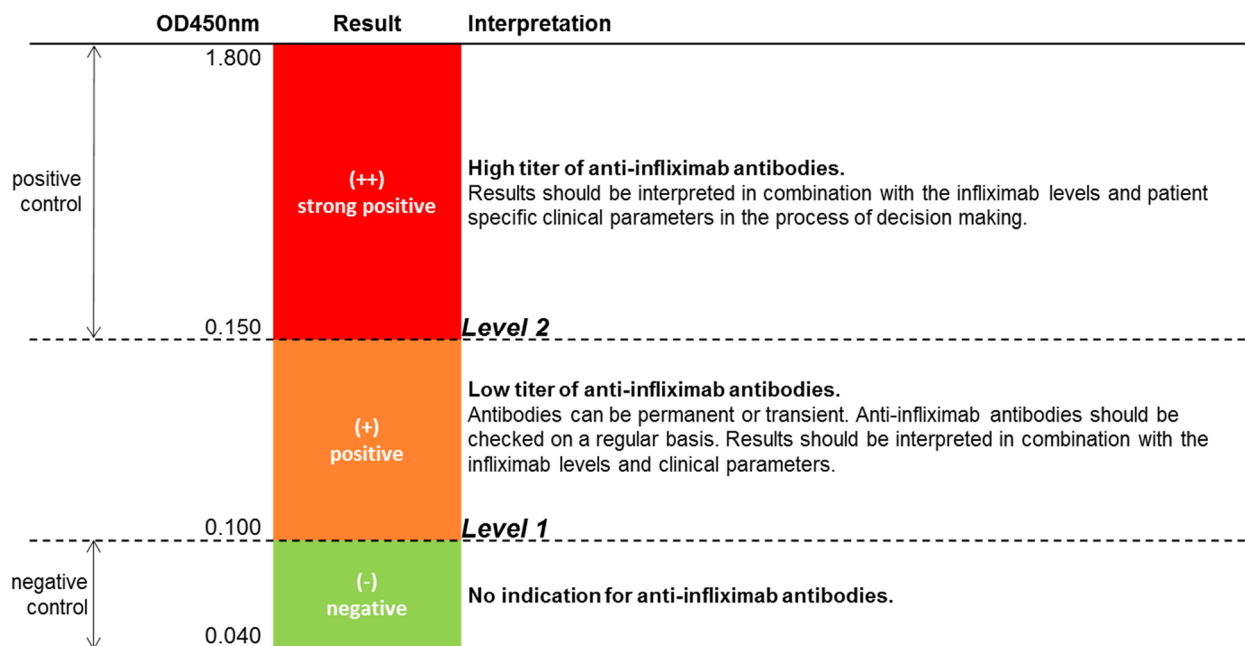 OD450nm Result Interpretation
1.800
positive
control
(++)
strong positive
High titer of anti-infliximab antibodies.
Results should be interpreted in combination with the infliximab levels and patient
specific clinical parameters in the process of decision making.
0.150
Level 2
(+)
positive
Low titer of anti-infliximab antibodies.
Antibodies can be permanent or transient. Anti-infliximab antibodies should be
checked on a regular basis. Results should be interpreted in combination with the
infliximab levels and clinical parameters.
0.100
Level 1
negative
control
(-)
negative
No indication for anti-infliximab antibodies.
0.040